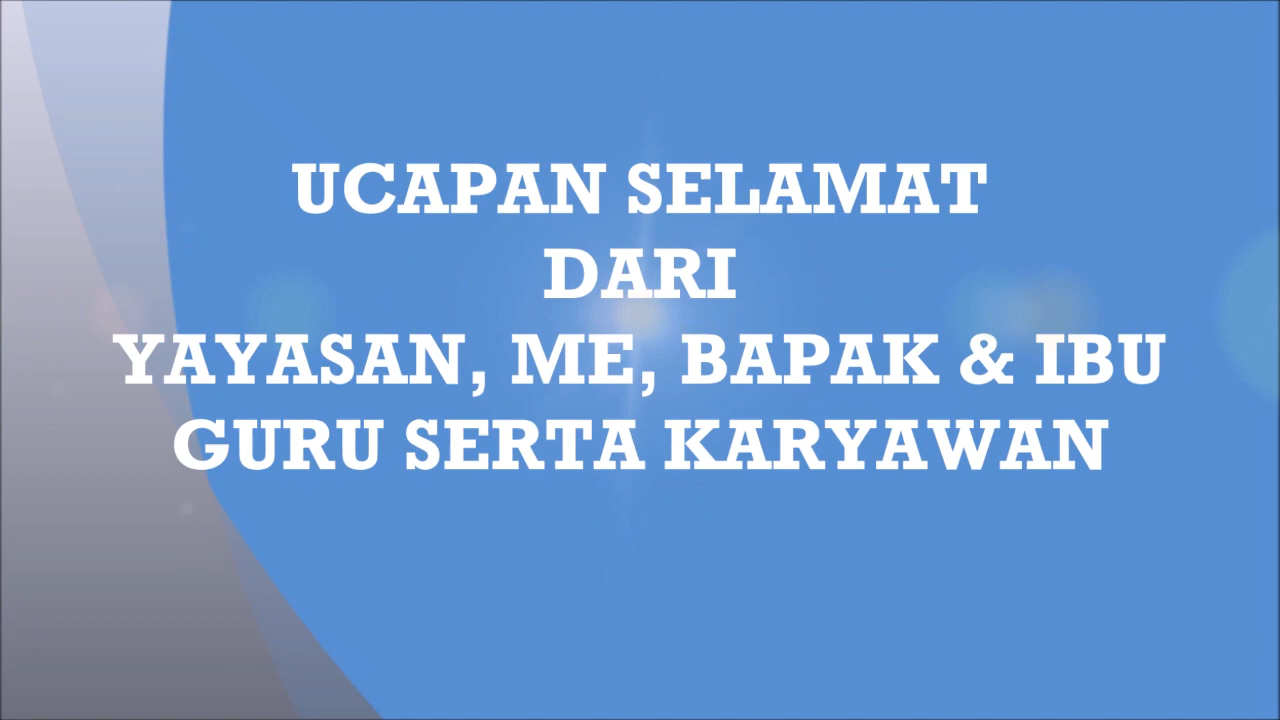 UCAPAN SELAMAT
DARI
YAYASAN, ME, BAPAK & IBU
GURU SERTA KARYAWAN